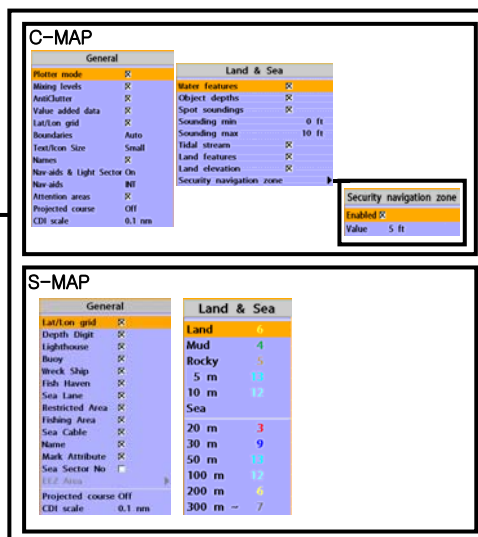 C-MAP
General
Plotter mode
Mixing levels
AntiClutter
Value added data
Lat/Lon grid
Boundaries Auto
Text/Icon Size Small
Names
Nav-aids & Light Sector On
Nav-aids INT
Attention areas
Projected course Off
CDI scale 0.1 nm
Land & Sea
Water features
Object depths
Spot soundings
Sounding min 0 ft
Sounding max 10 ft
Tidal stream
Land features
Land elevation
Security navigation zone
Security navigation zone
Enabled
Value 5 ft
S-MAP
General
Lat/Lon grid
Depth Digit
Lighthouse
Buoy
Wreck Ship
Fish Haven
Sea Lane
Restricted Area
Fishing Area
Sea Cable
Name
Mark Attribute
Sea Sector No
EEZ Area
Projected course Off
CDI scale 0.1 nm
Land & Sea
Land 6
Mud 4
Rocky 5
5 m
10 m 12
Sea
20 m 3
30 m 9
50 m
100 m 12
200 m 6
300 m - 7